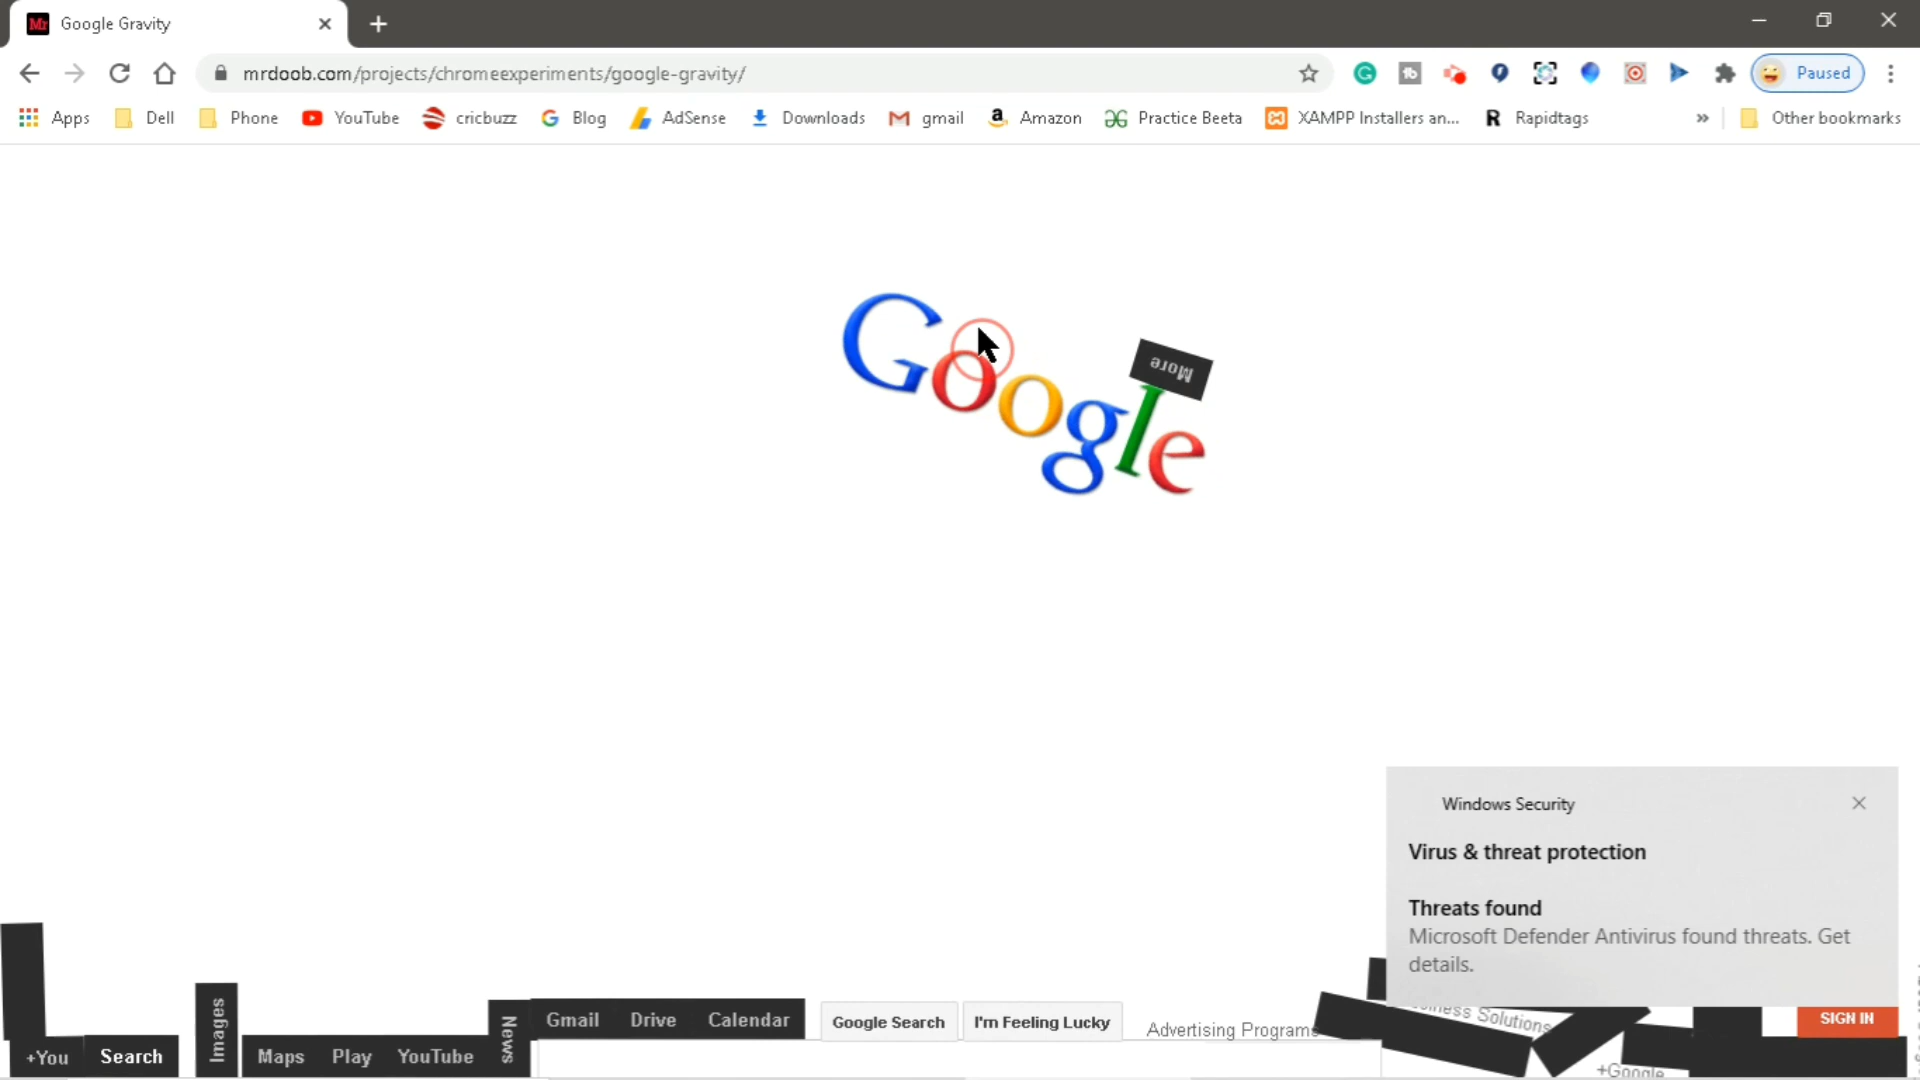 Mr Google Gravity
mrdoob.com/projects/chromeexperiments/google-gravity/
Paused
Apps Dell Phone YouTube cricbuzz Blog AdSense Downloads gmail Amazon Practice Beeta XAMPP Installers an... Rapidtags » Other bookmarks
Google
More
Windows Security
Virus & threat protection
Threats found
Microsoft Defender Antivirus found threats. Get
details.
+You Search Images Maps Play YouTube News Gmail Drive Calendar
Google Search I'm Feeling Lucky
Advertising Programs
Solutions
SIGN IN
+Google